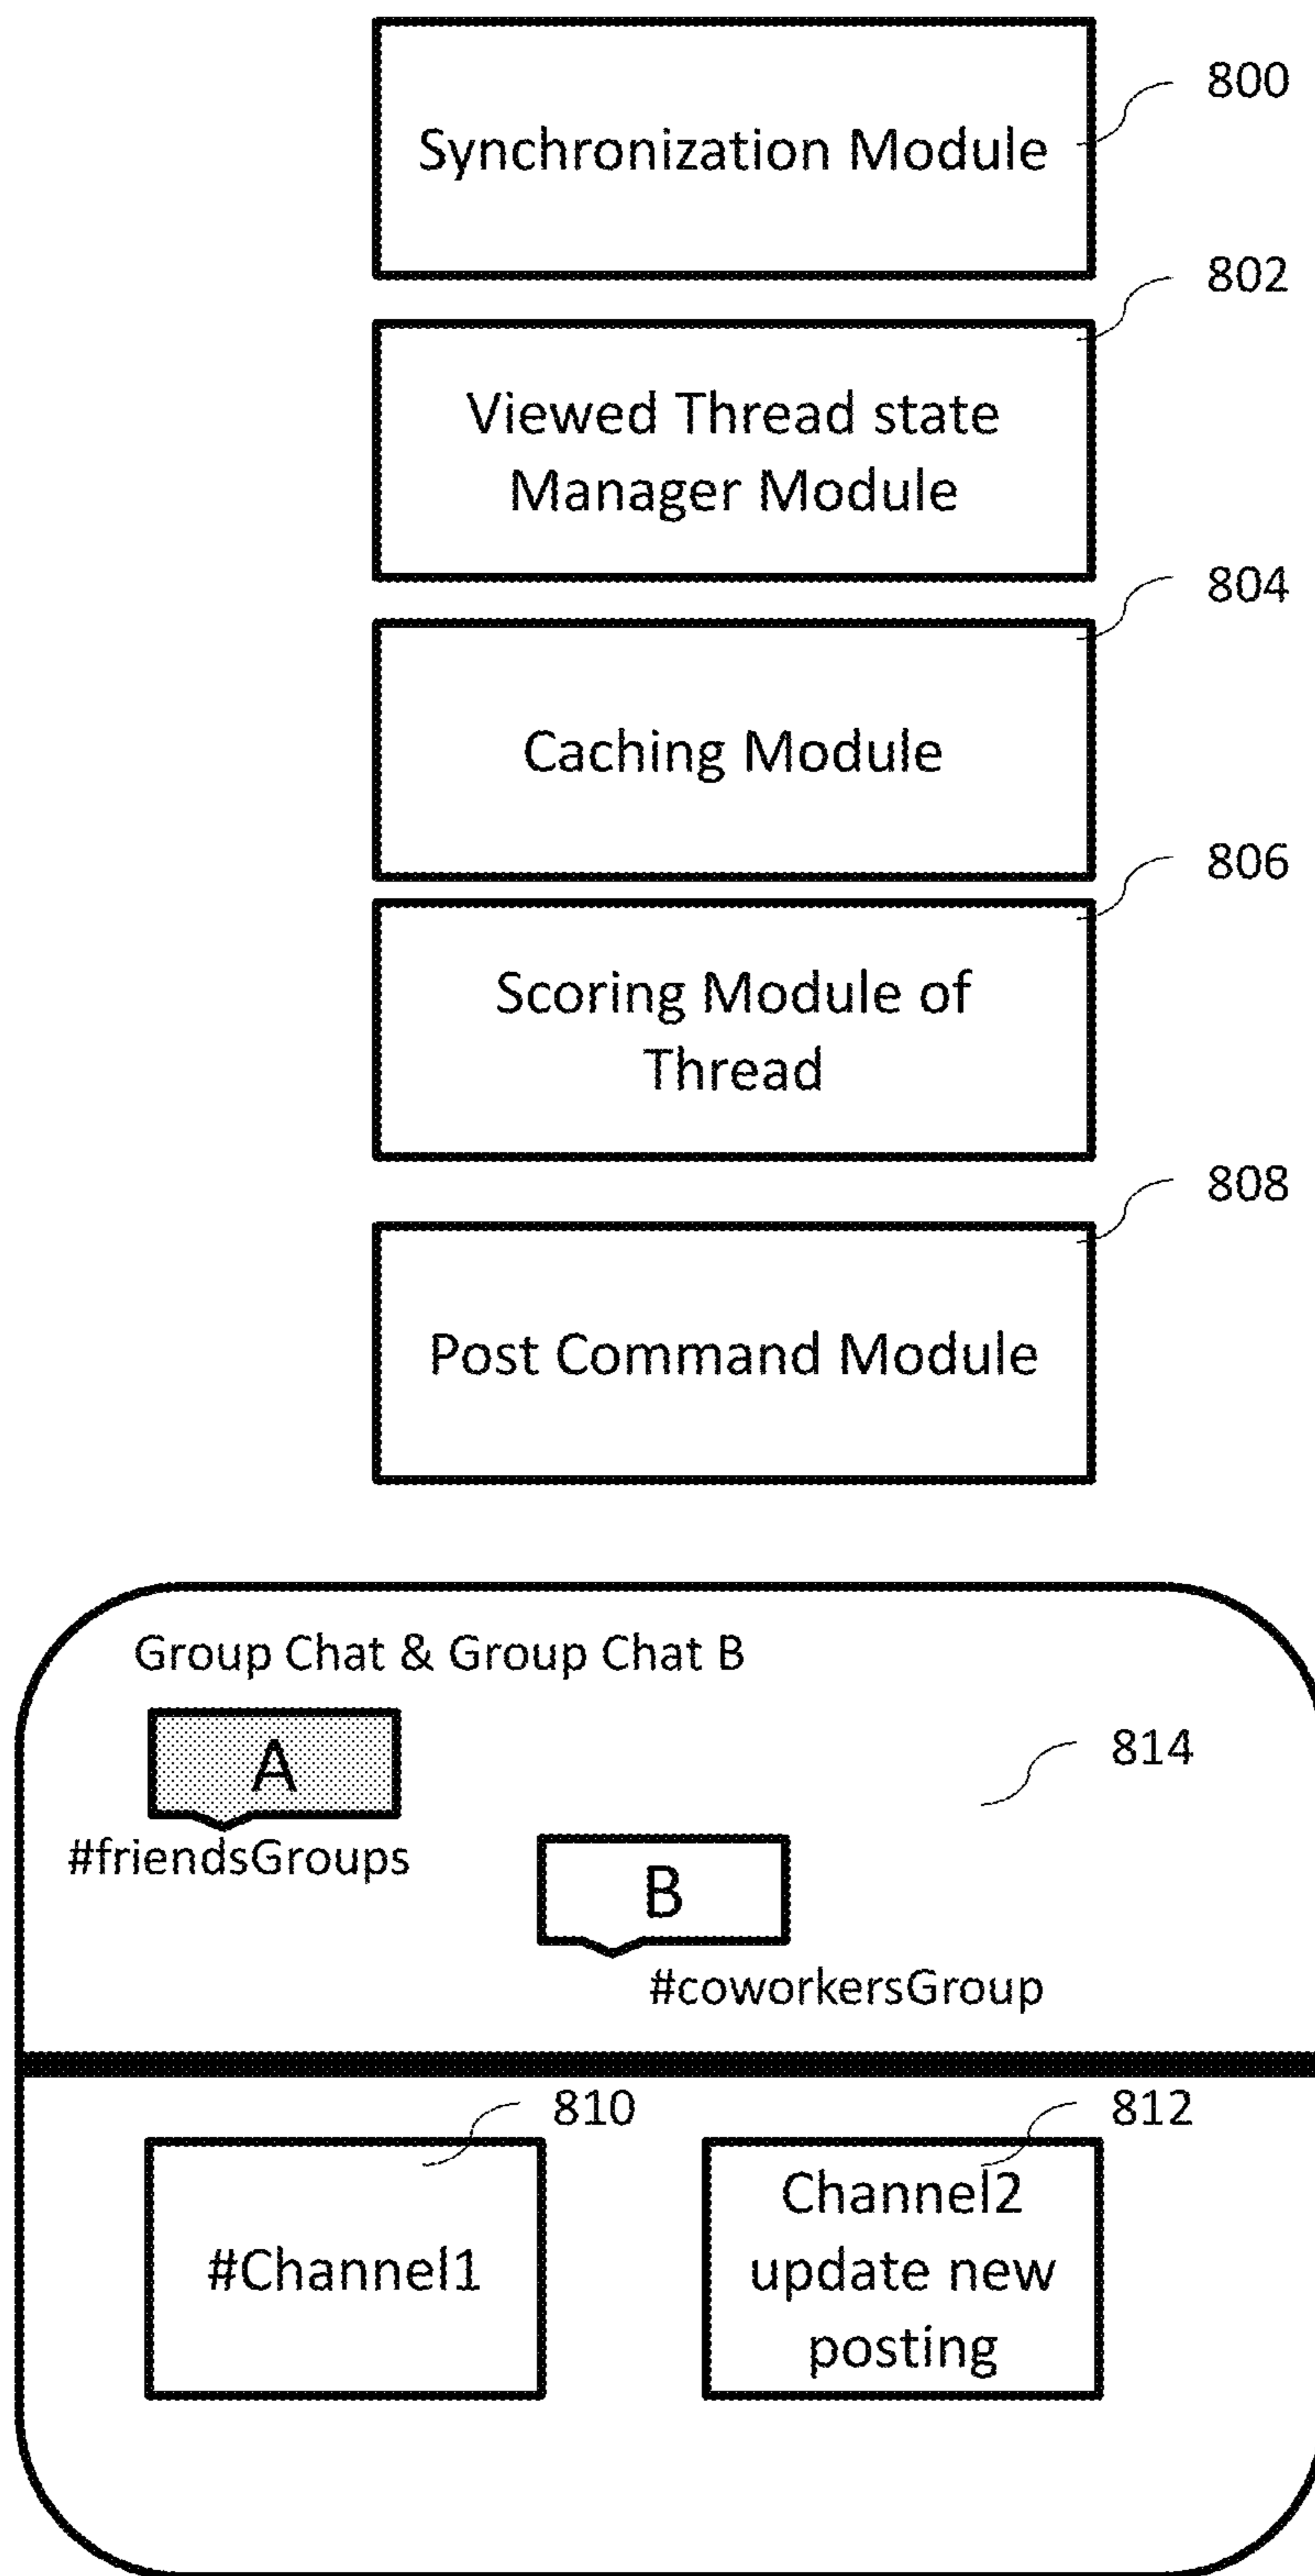 800
Synchronization Module
802
Viewed Thread state
Manager Module
804
Caching Module
806
Scoring Module of
Thread
808
Post Command Module
Group Chat & Group Chat B
A
814
#friendsGroups
B
#coworkersGroup
810
812
#Channel1
Channel2
update new
posting